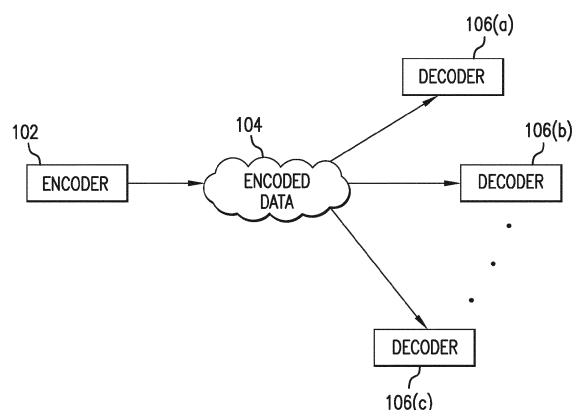 106(a)
DECODER
102
ENCODER
104
ENCODED
DATA
106(b)
DECODER
DECODER
106(c)